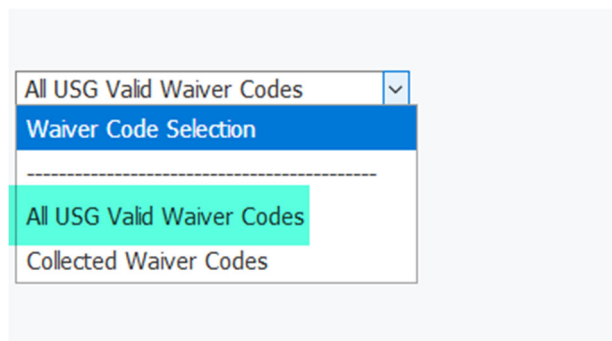 All USG Valid Waiver Codes
Waiver Code Selection
------------------------------------------
All USG Valid Waiver Codes
Collected Waiver Codes